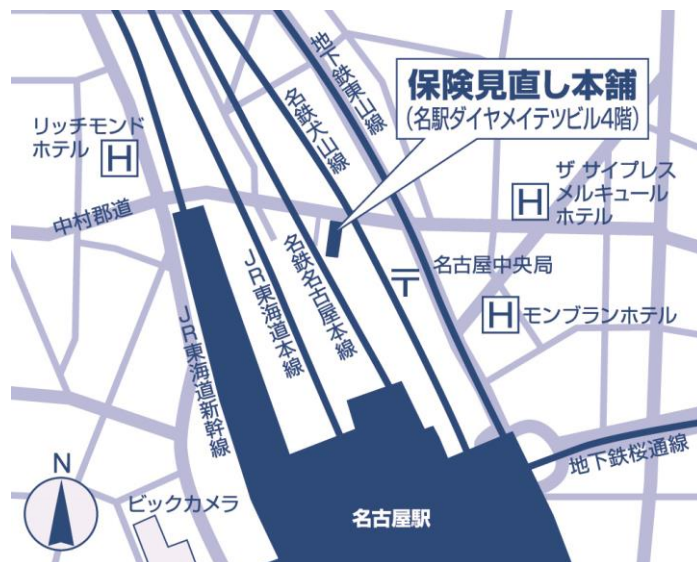 地下鉄東山線
保険見直し本舗
(名駅ダイヤメイテツビル4階)
名鉄犬山線
リッチモンド
ホテル
H
ザ サイプレス
メルキュール
ホテル
H
中村郡道
名古屋中央局
〒
JR東海道本線
名鉄名古屋本線
JR東海道新幹線
H
モンブランホテル
地下鉄桜通線
N
ビックカメラ
名古屋駅